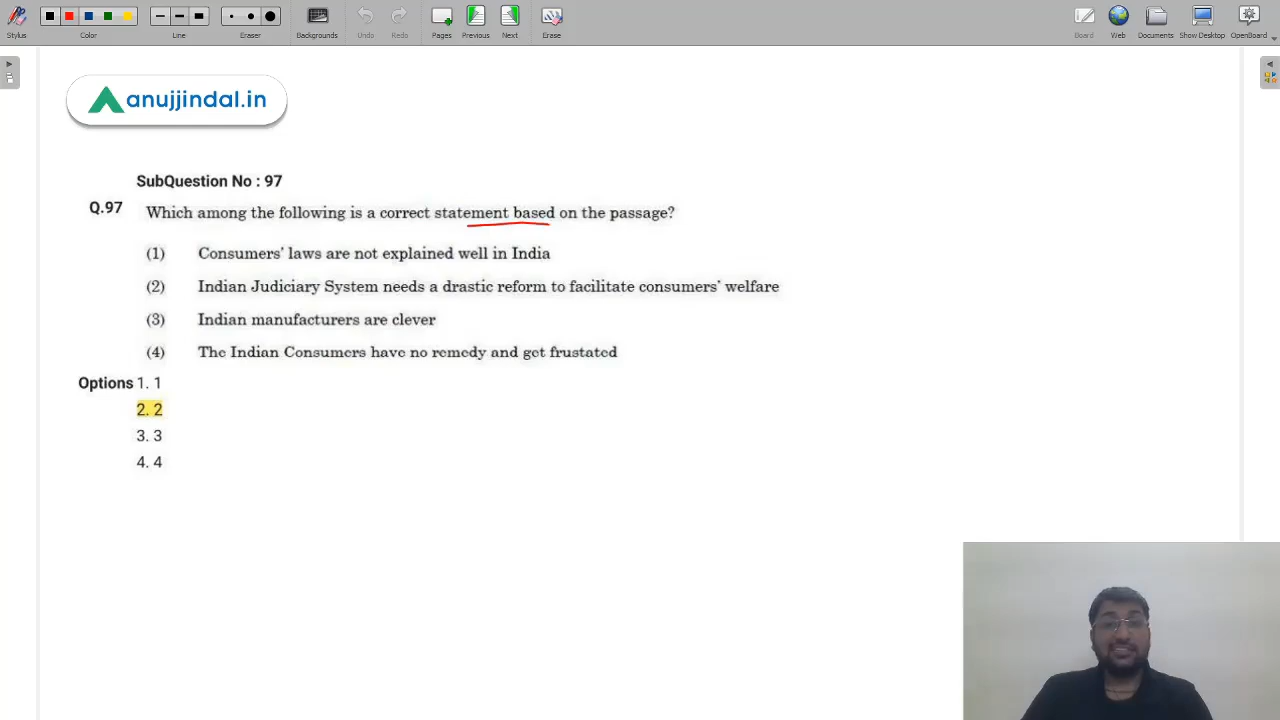 Stylus
Color
Line
Eraser
Backgrounds
Undo
Redo
Pages
Previous
Next
Erase
Board
Web
Documents
Show Desktop
OpenBoard
anujjindal.in
SubQuestion No : 97
Q.97 Which among the following is a correct statement based on the passage?
(1) Consumers' laws are not explained well in India
(2) Indian Judiciary System needs a drastic reform to facilitate consumers' welfare
(3) Indian manufacturers are clever
(4) The Indian Consumers have no remedy and get frustated
Options 1. 1
2. 2
3. 3
4. 4